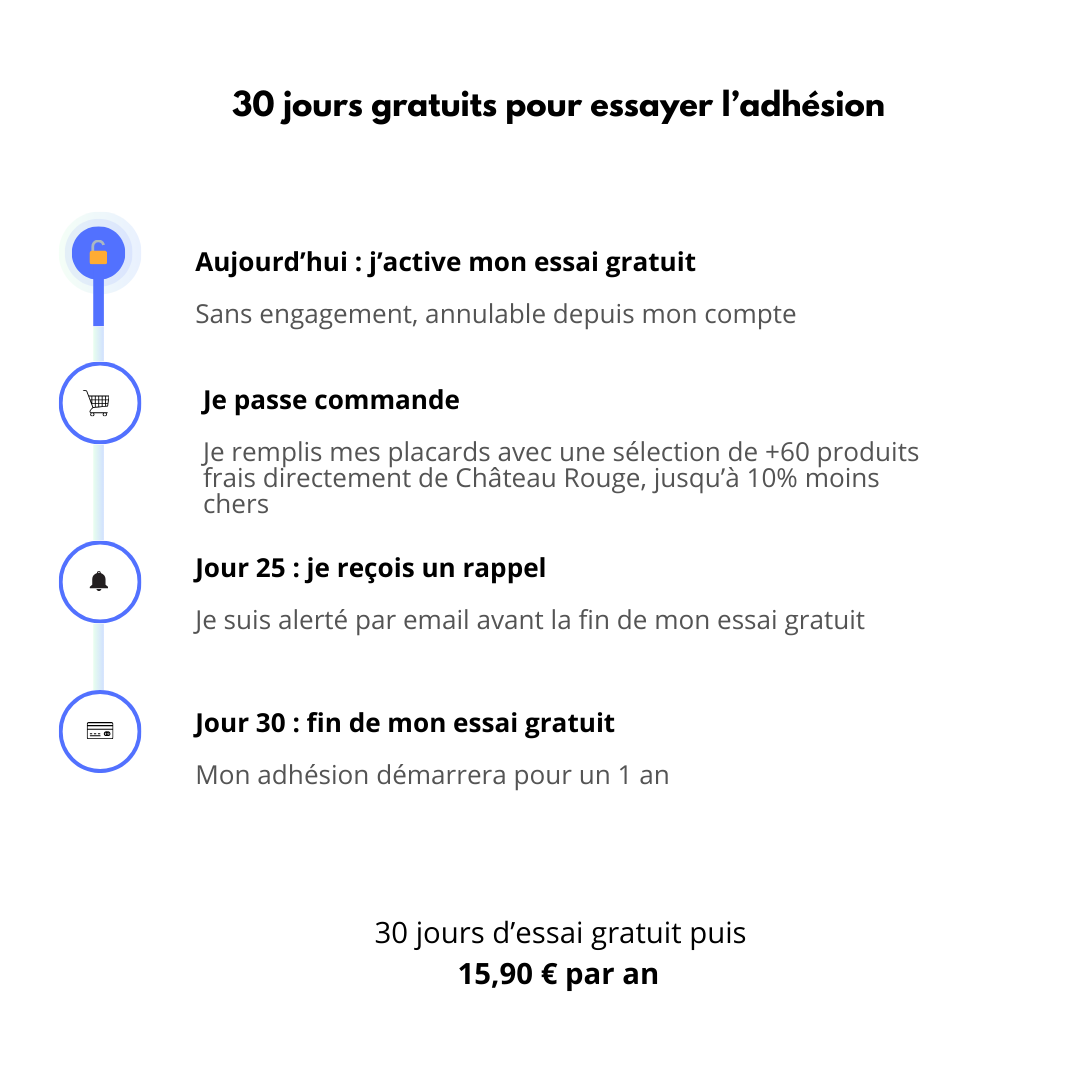 30 jours gratuits pour essayer l’adhésion
Aujourd’hui : j’active mon essai gratuit
Sans engagement, annulable depuis mon compte
Je passe commande
Je remplis mes placards avec une sélection de +60 produits
frais directement de Château Rouge, jusqu’à 10% moins
chers
Jour 25 : je reçois un rappel
Je suis alerté par email avant la fin de mon essai gratuit
Jour 30 : fin de mon essai gratuit
Mon adhésion démarrera pour un 1 an
30 jours d’essai gratuit puis
15,90 € par an